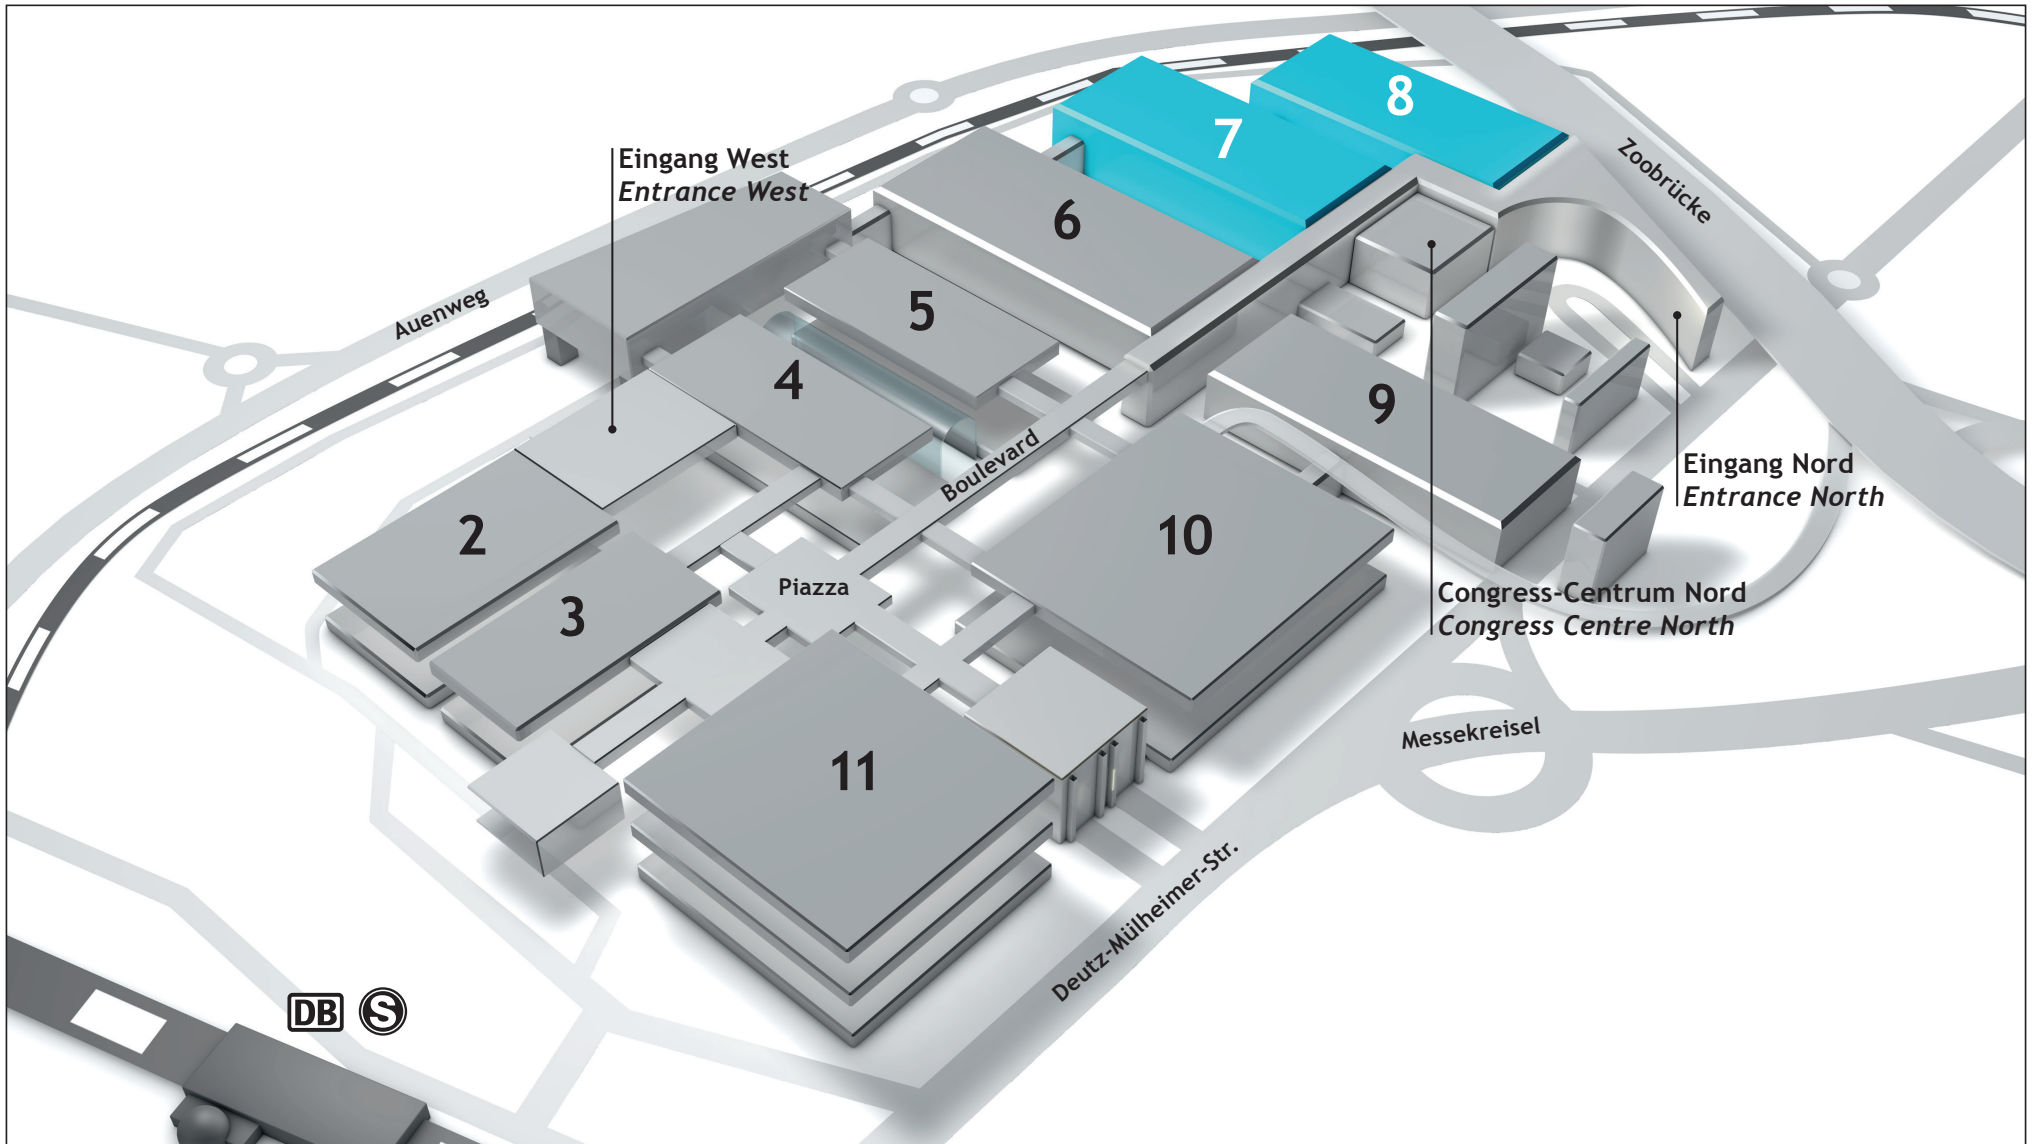 8
7
Zoobrücke
Eingang West
Entrance West
6
Auenweg
5
4
9
Boulevard
Eingang Nord
Entrance North
2
10
Piazza
3
Congress-Centrum Nord
Congress Centre North
Messekreisel
11
Deutz-Mülheimer-Str.
DB S